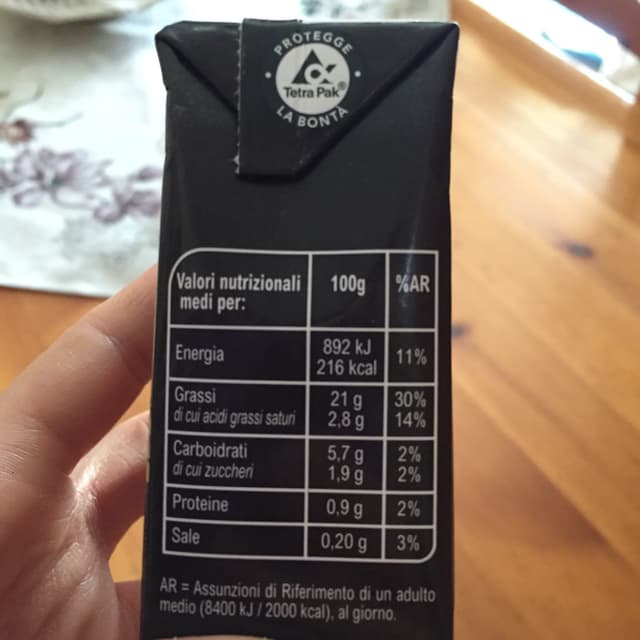 PROTEGGE
Tetra Pak®
LA BONTÀ
Valori nutrizionali medi per: 100g %AR
Energia 892 kJ 216 kcal 11%
Grassi 21 g 30%
di cui acidi grassi saturi 2,8 g 14%
Carboidrati 5,7 g 2%
di cui zuccheri 1,9 g 2%
Proteine 0,9 g 2%
Sale 0,20 g 3%
AR = Assunzioni di Riferimento di un adulto
medio (8400 kJ / 2000 kcal), al giorno.